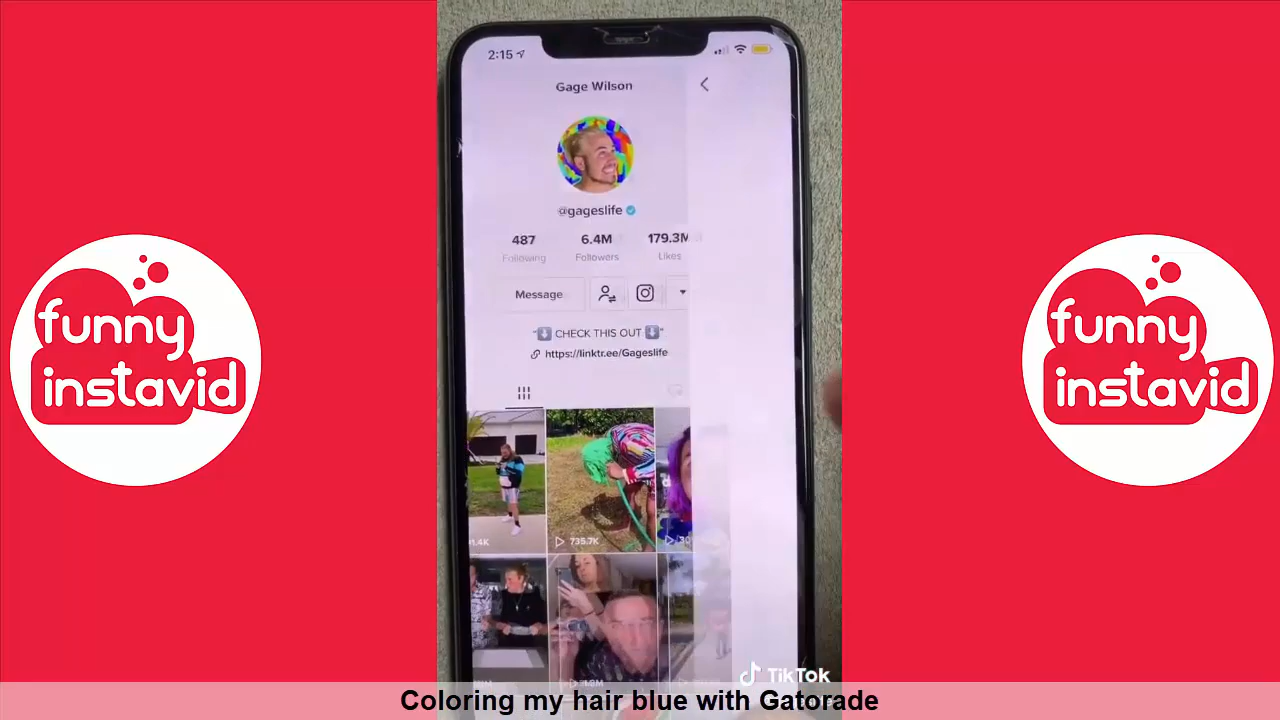 2:15
Gage Wilson
@gageslife
487
6.4M
179.3M
Following
Followers
Likes
Message
CHECK THIS OUT
https://linktr.ee/Gageslife
735.7K
TikTok
Coloring my hair blue with Gatorade
funny
instavid
funny
instavid